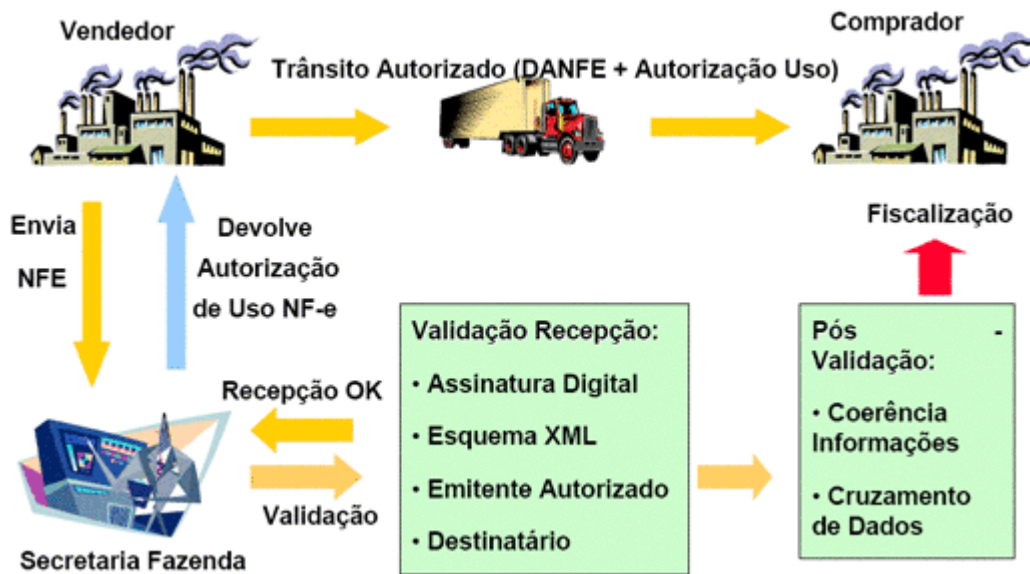 Vendedor
Comprador
Trânsito Autorizado (DANFE + Autorização Uso)
Envia
NFE
Devolve
Autorização
de Uso NF-e
Fiscalização
Recepção OK
Validação
Secretaria Fazenda
Validação Recepção:
• Assinatura Digital
• Esquema XML
• Emitente Autorizado
• Destinatário
Pós -
Validação:
• Coerência
Informações
• Cruzamento
de Dados